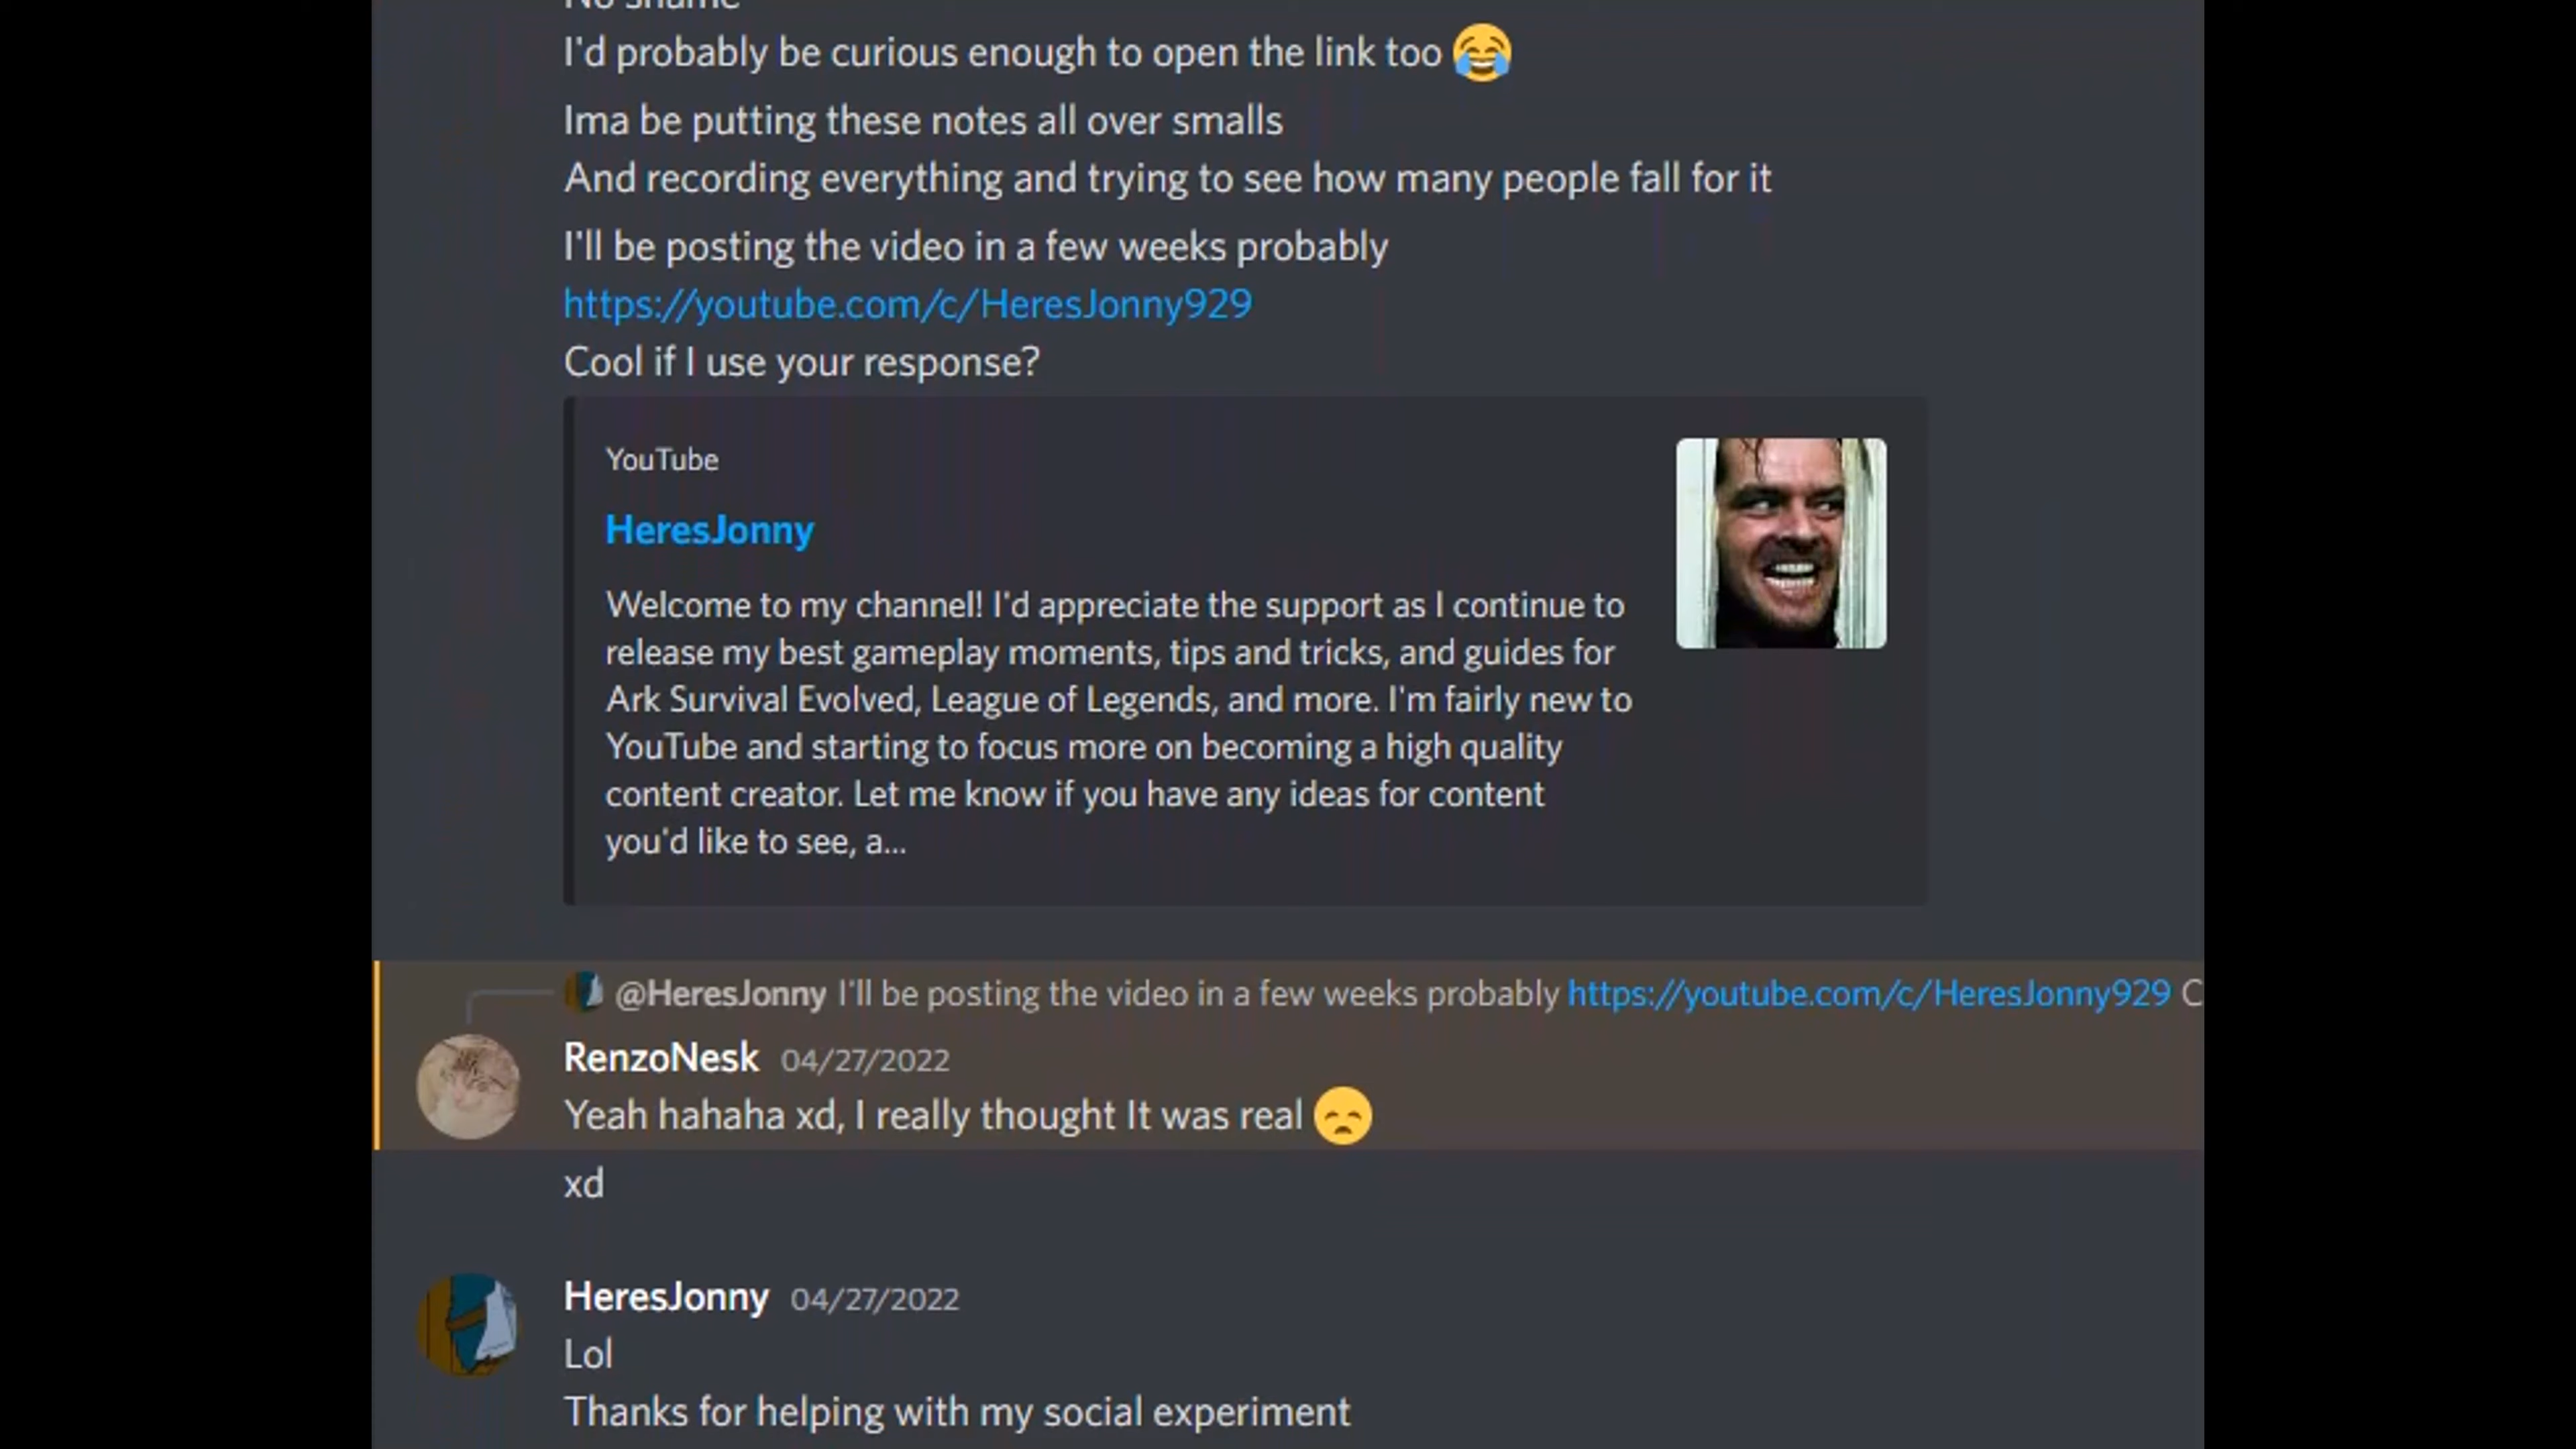 No shame
I'd probably be curious enough to open the link too 😂
Ima be putting these notes all over smalls
And recording everything and trying to see how many people fall for it
I'll be posting the video in a few weeks probably
https://youtube.com/c/HeresJonny929
Cool if I use your response?
YouTube
HeresJonny
Welcome to my channel! I'd appreciate the support as I continue to
release my best gameplay moments, tips and tricks, and guides for
Ark Survival Evolved, League of Legends, and more. I'm fairly new to
YouTube and starting to focus more on becoming a high quality
content creator. Let me know if you have any ideas for content
you'd like to see, a...
@HeresJonny I'll be posting the video in a few weeks probably https://youtube.com/c/HeresJonny929 C
RenzoNesk 04/27/2022
Yeah hahaha xd, I really thought It was real 😞
xd
HeresJonny 04/27/2022
Lol
Thanks for helping with my social experiment